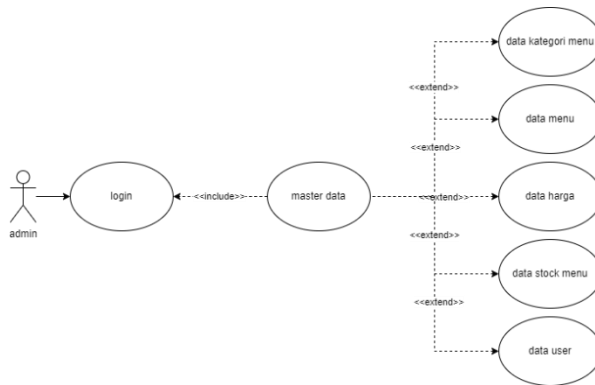 data kategori menu
<<extend>>
data menu
<<extend>>
admin
login
<<include>>
master data
<<extend>>
data harga
<<extend>>
data stock menu
<<extend>>
data user